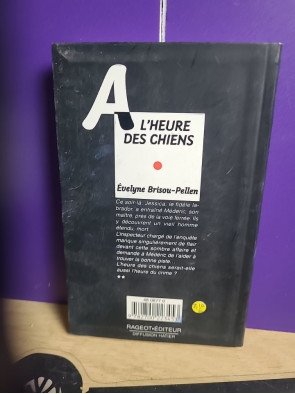 A
L'HEURE
DES CHIENS
Évelyne Brisou-Pellen
Ce soir-là, Jessica, le fidèle la-
brador, a entraîné Médéric, son
maître, près de la voie ferrée. Ils
y découvrent un vieux homme
étendu, mort.
L'inspecteur chargé de l'enquête
manque singulièrement de flair
devant cette sombre affaire et
demande à Médéric de l'aider à
trouver la bonne piste.
L'heure des chiens serait-elle
aussi l'heure du crime ?
**
RAGEOT-ÉDITEUR
DIFFUSION HATIER